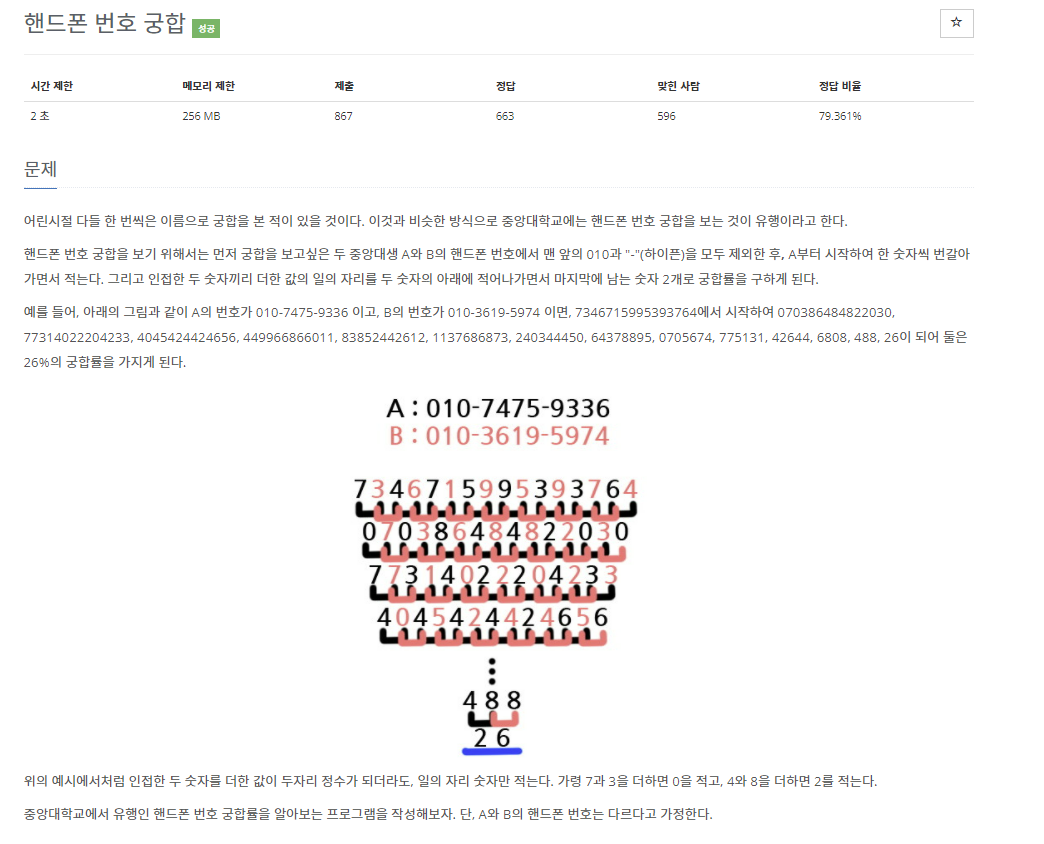 핸드폰 번호 궁합 성공
☆
시간 제한 메모리 제한 제출 정답 맞힌 사람 정답 비율
2 초 256 MB 867 663 596 79.361%
문제
어린시절 다들 한 번씩은 이름으로 궁합을 본 적이 있을 것이다. 이것과 비슷한 방식으로 중앙대학교에는 핸드폰 번호 궁합을 보는 것이 유행이라고 한다.
핸드폰 번호 궁합을 보기 위해서는 먼저 궁합을 보고싶은 두 중앙대생 A와 B의 핸드폰 번호에서 맨 앞의 010과 "-"(하이픈)을 모두 제외한 후, A부터 시작하여 한 숫자씩 번갈아
가면서 적는다. 그리고 인접한 두 숫자끼리 더한 값의 일의 자리를 두 숫자의 아래에 적어나가면서 마지막에 남는 숫자 2개로 궁합률을 구하게 된다.
예를 들어, 아래의 그림과 같이 A의 번호가 010-7475-9336 이고, B의 번호가 010-3619-5974 이면, 7346715995393764에서 시작하여 070386484822030,
77314022204233, 4045424424656, 449966866011, 83852442612, 1137686873, 240344450, 64378895, 0705674, 775131, 42644, 6808, 488, 26이 되어 둘은
26%의 궁합률을 가지게 된다.
A : 010-7475-9336
B : 010-3619-5974
7346715995393764
070386484822030
77314022204233
4045424424656
488
26
위의 예시에서처럼 인접한 두 숫자를 더한 값이 두자리 정수가 되더라도, 일의 자리 숫자만 적는다. 가령 7과 3을 더하면 0을 적고, 4와 8을 더하면 2를 적는다.
중앙대학교에서 유행인 핸드폰 번호 궁합률을 알아보는 프로그램을 작성해보자. 단, A와 B의 핸드폰 번호는 다르다고 가정한다.